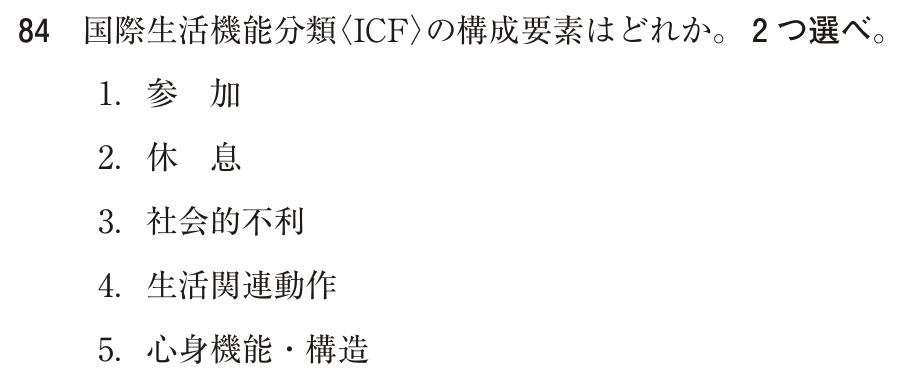 84 国際生活機能分類〈ICF〉の構成要素はどれか。2つ選べ。
1. 参 加
2. 休 息
3. 社会的不利
4. 生活関連動作
5. 心身機能・構造